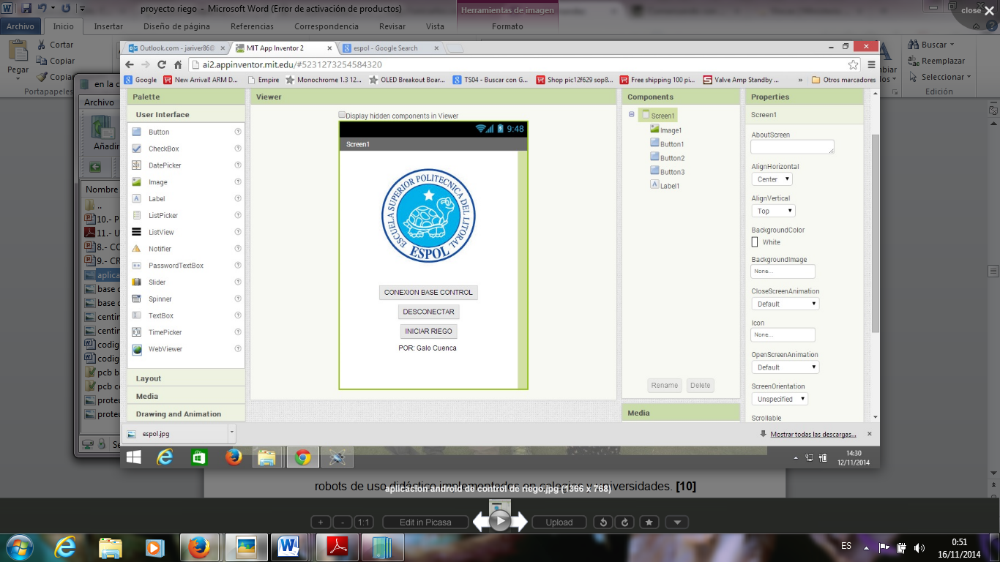 proyecto riego - Microsoft Word (Error de activación de productos)
Herramientas de imagen
close
Archivo Inicio Insertar Diseño de página Referencias Correspondencia Revisar Vista Formato
Pegar
Cortar
Copiar
Portapapeles
Buscar
Reemplazar
Seleccionar
Edición
en la c
Archivo
Añadir
Nombre
..
10.- P
11.- U
8.- CC
9.- CR
aplica
base
base
centin
centin
codig
codig
pcb b
pcb c
proteu
proteu
Outlook.com - jariver86@
MIT App Inventor 2
espol - Google Search
ai2.appinventor.mit.edu/#5231273254584320
Google
New Arrival! ARM D...
Empire
Monochrome 1.3 12...
OLED Breakout Boar...
TS04 - Buscar con G...
Shop pic12f629 sop8...
Free shipping 100 pi...
Valve Amp Standby ...
»
Otros marcadores
Palette
User Interface
Button
CheckBox
DatePicker
Image
Label
ListPicker
ListView
Notifier
PasswordTextBox
Slider
Spinner
TextBox
TimePicker
WebViewer
Layout
Media
Drawing and Animation
Viewer
Display hidden components in Viewer
9:48
Screen1
ESCUELA SUPERIOR POLITECNICA DEL LITORAL
ESPOL
CONEXION BASE CONTROL
DESCONECTAR
INICIAR RIEGO
POR: Galo Cuenca
Components
Screen1
Image1
Button1
Button2
Button3
Label1
Rename Delete
Media
Properties
Screen1
AboutScreen
AlignHorizontal
Center
AlignVertical
Top
BackgroundColor
White
BackgroundImage
None...
CloseScreenAnimation
Default
Icon
None...
OpenScreenAnimation
Default
ScreenOrientation
Unspecified
Scrollable
espol.jpg
Mostrar todas las descargas...
14:30
12/11/2014
robots de uso didáctica implementados en colegios y universidades. [10]
aplicacion android de control de riego.jpg (1366 x 768)
+ - 1:1 Edit in Picasa Upload
ES
0:51
16/11/2014